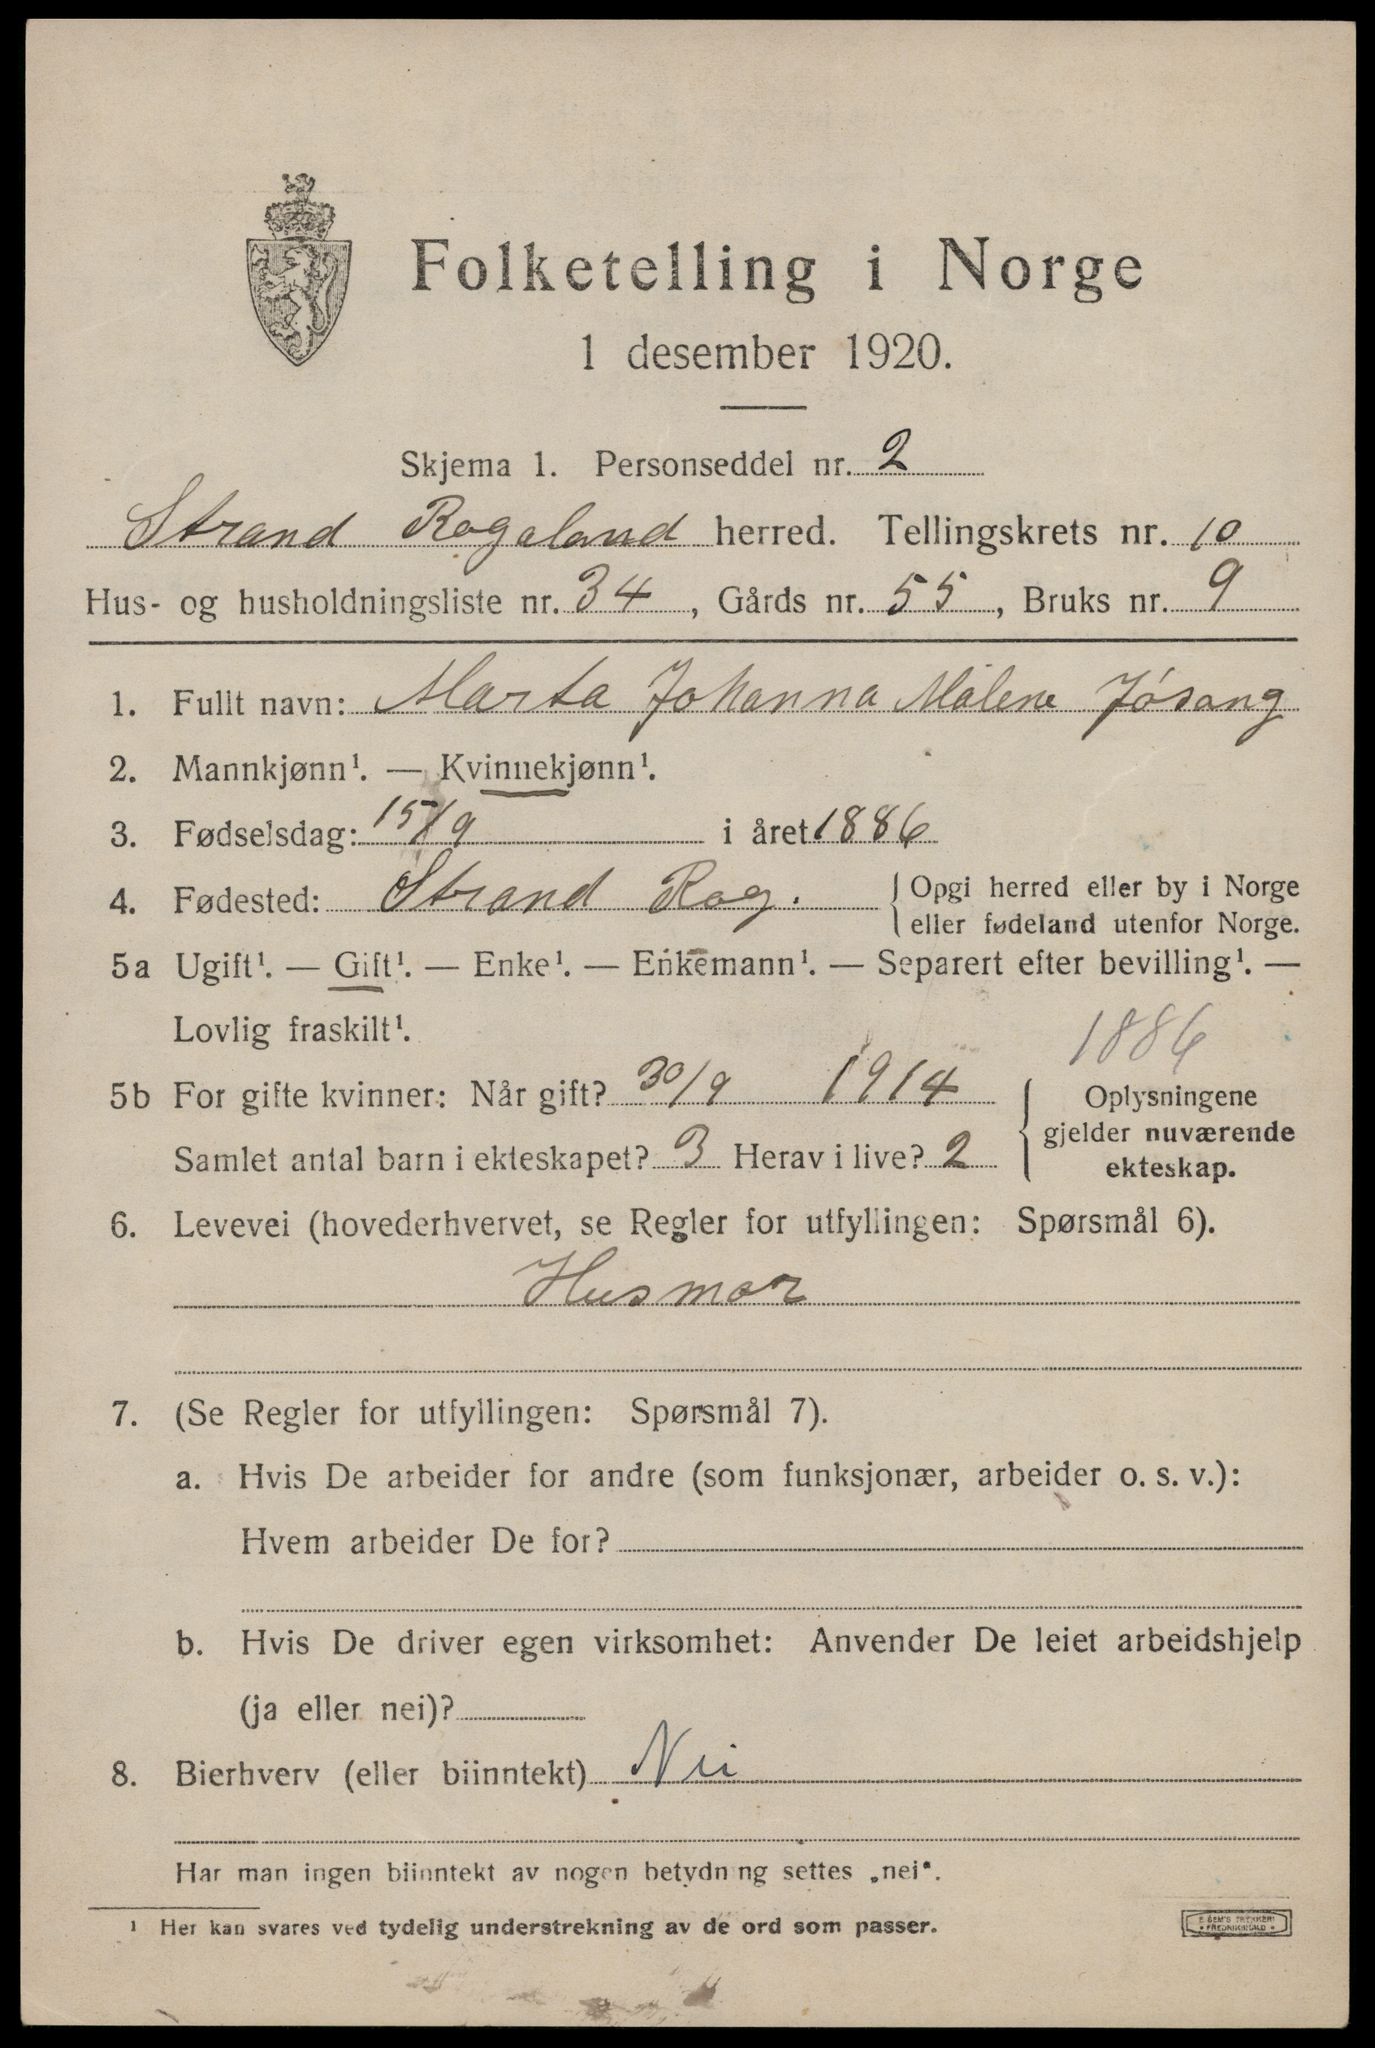 Folketelling i Norge
1 desember 1920.
Skjema 1. Personseddel nr. 2
Strand Rogaland herred. Tellingskrets nr. 10
Hus- og husholdningsliste nr. 34, Gårds nr. 55, Bruks nr. 9
1. Fullt navn: Marta Johanna Malene Jøsang
2. Mannkjønn¹. — Kvinnekjønn¹.
3. Fødselsdag: 15/9 i året 1886
4. Fødested: Strand Rog. { Opgi herred eller by i Norge
eller fødeland utenfor Norge.
5a Ugift¹. — Gift¹. — Enke¹. — Enkemann¹. — Separert efter bevilling¹. —
Lovlig fraskilt¹.
1886
5b For gifte kvinner: Når gift? 30/9 1914
Samlet antal barn i ekteskapet? 3 Herav i live? 2
{ Oplysningene
gjelder nuværende
ekteskap.
6. Levevei (hovederhvervet, se Regler for utfyllingen: Spørsmål 6).
Husmor
7. (Se Regler for utfyllingen: Spørsmål 7).
a. Hvis De arbeider for andre (som funksjonær, arbeider o. s. v.):
Hvem arbeider De for?
b. Hvis De driver egen virksomhet: Anvender De leiet arbeidshjelp
(ja eller nei)?
8. Bierhverv (eller biinntekt) Nei
Har man ingen biinntekt av nogen betydning settes „nei“.
¹ Her kan svares ved tydelig understrekning av de ord som passer.